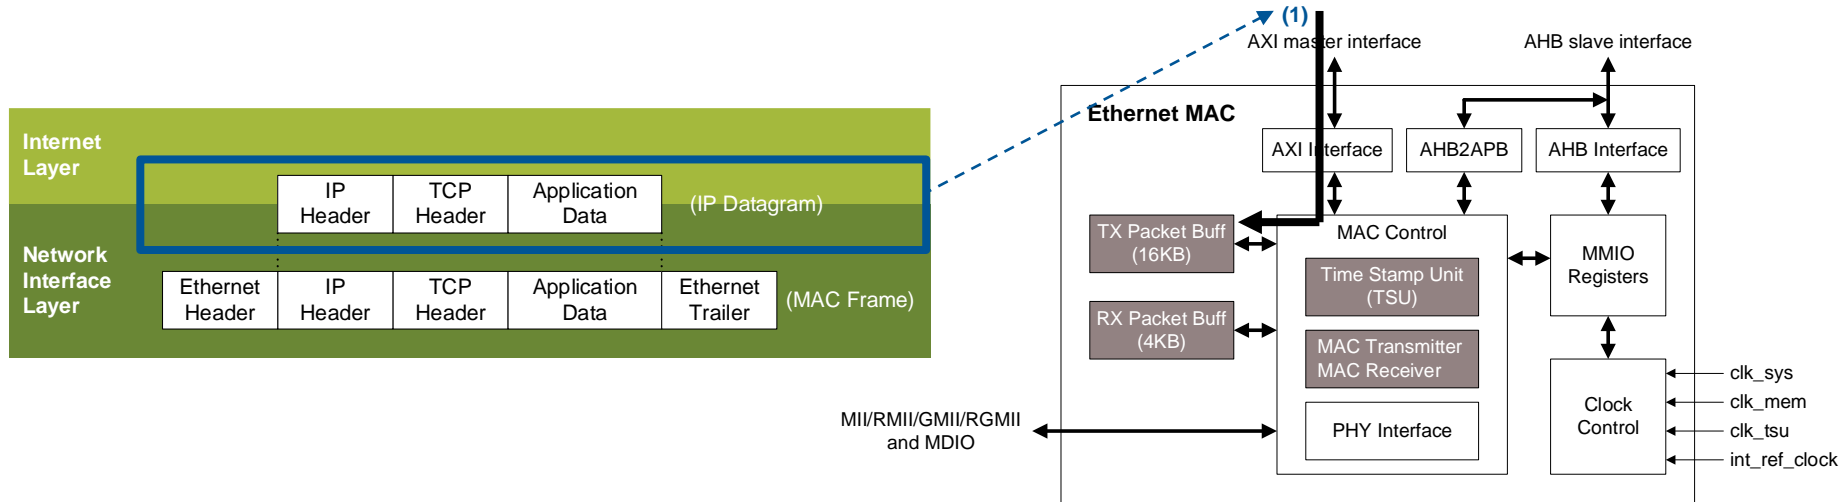 (1)
AXI master interface
AHB slave interface
Internet
Layer
IP
Header
TCP
Header
Application
Data
(IP Datagram)
Network
Interface
Layer
Ethernet
Header
IP
Header
TCP
Header
Application
Data
Ethernet
Trailer
(MAC Frame)
Ethernet MAC
AXI Interface
AHB2APB
AHB Interface
TX Packet Buff
(16KB)
MAC Control
MMIO
Registers
Time Stamp Unit
(TSU)
RX Packet Buff
(4KB)
MAC Transmitter
MAC Receiver
MII/RMII/GMII/RGMII
and MDIO
PHY Interface
Clock
Control
clk_sys
clk_mem
clk_tsu
int_ref_clock